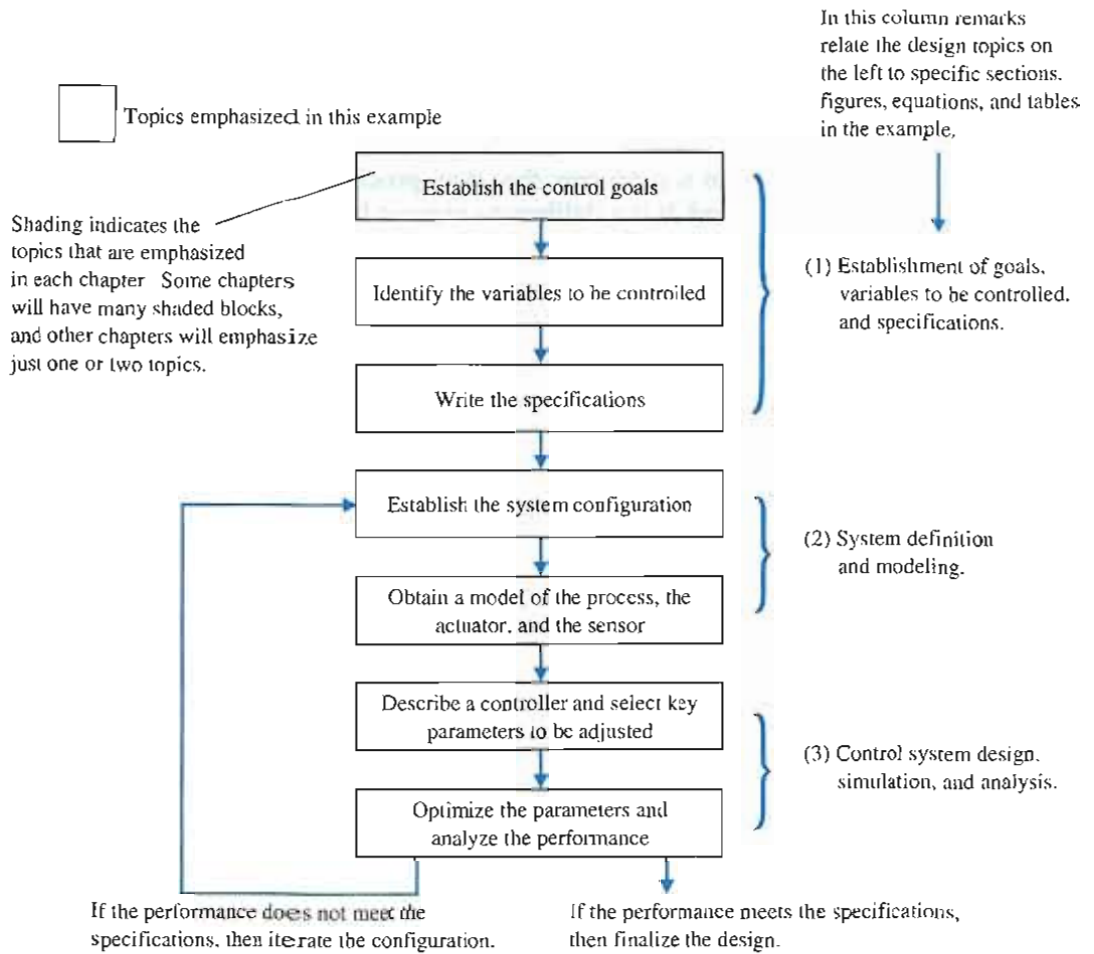 In this column remarks
relate the design topics on
the left to specific sections.
figures, equations, and tables
in the example.
Topics emphasized in this example
Establish the control goals
Shading indicates the
topics that are emphasized
in each chapter Some chapters
will have many shaded blocks,
and other chapters will emphasize
just one or two topics.
(1) Establishment of goals,
variables to be controlled,
and specifications.
Identify the variables to be controlled
Write the specifications
Establish the system configuration
(2) System definition
and modeling.
Obtain a model of the process, the
actuator, and the sensor
Describe a controller and select key
parameters to be adjusted
(3) Control system design,
simulation, and analysis.
Optimize the parameters and
analyze the performance
If the performance does not meet the
specifications, then iterate the configuration.
If the performance meets the specifications,
then finalize the design.